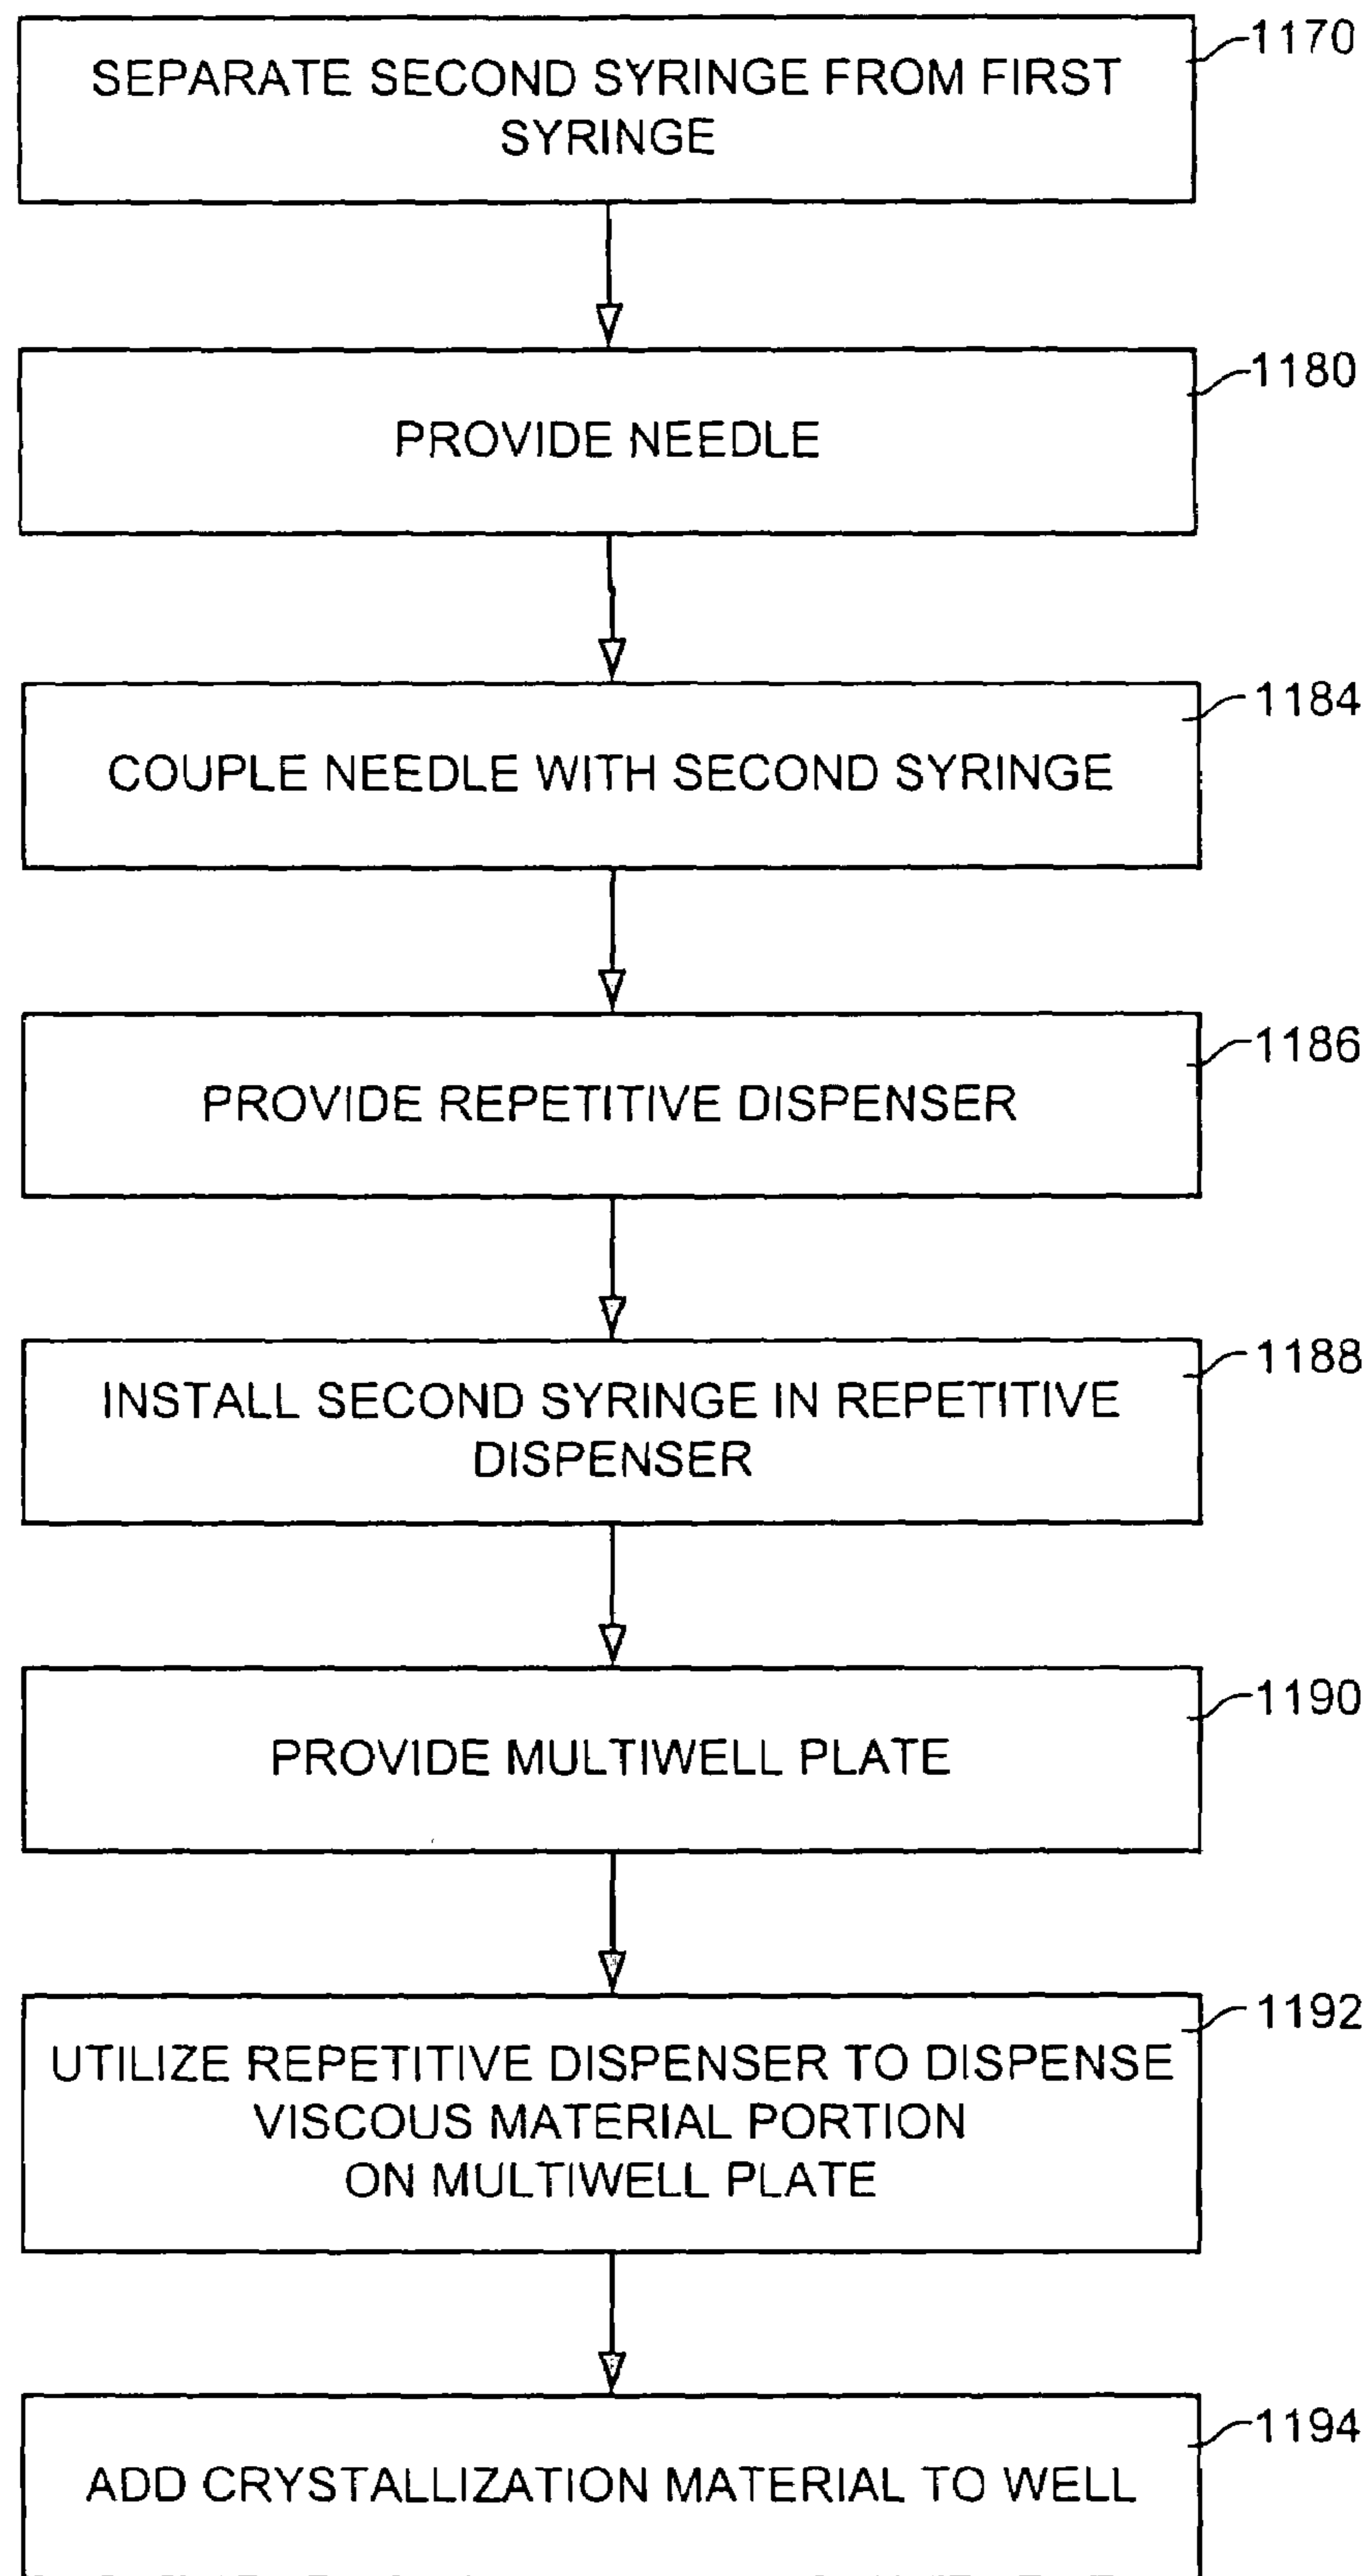 1170
SEPARATE SECOND SYRINGE FROM FIRST
SYRINGE
1180
PROVIDE NEEDLE
1184
COUPLE NEEDLE WITH SECOND SYRINGE
1186
PROVIDE REPETITIVE DISPENSER
1188
INSTALL SECOND SYRINGE IN REPETITIVE
DISPENSER
1190
PROVIDE MULTIWELL PLATE
1192
UTILIZE REPETITIVE DISPENSER TO DISPENSE
VISCOUS MATERIAL PORTION
ON MULTIWELL PLATE
1194
ADD CRYSTALLIZATION MATERIAL TO WELL